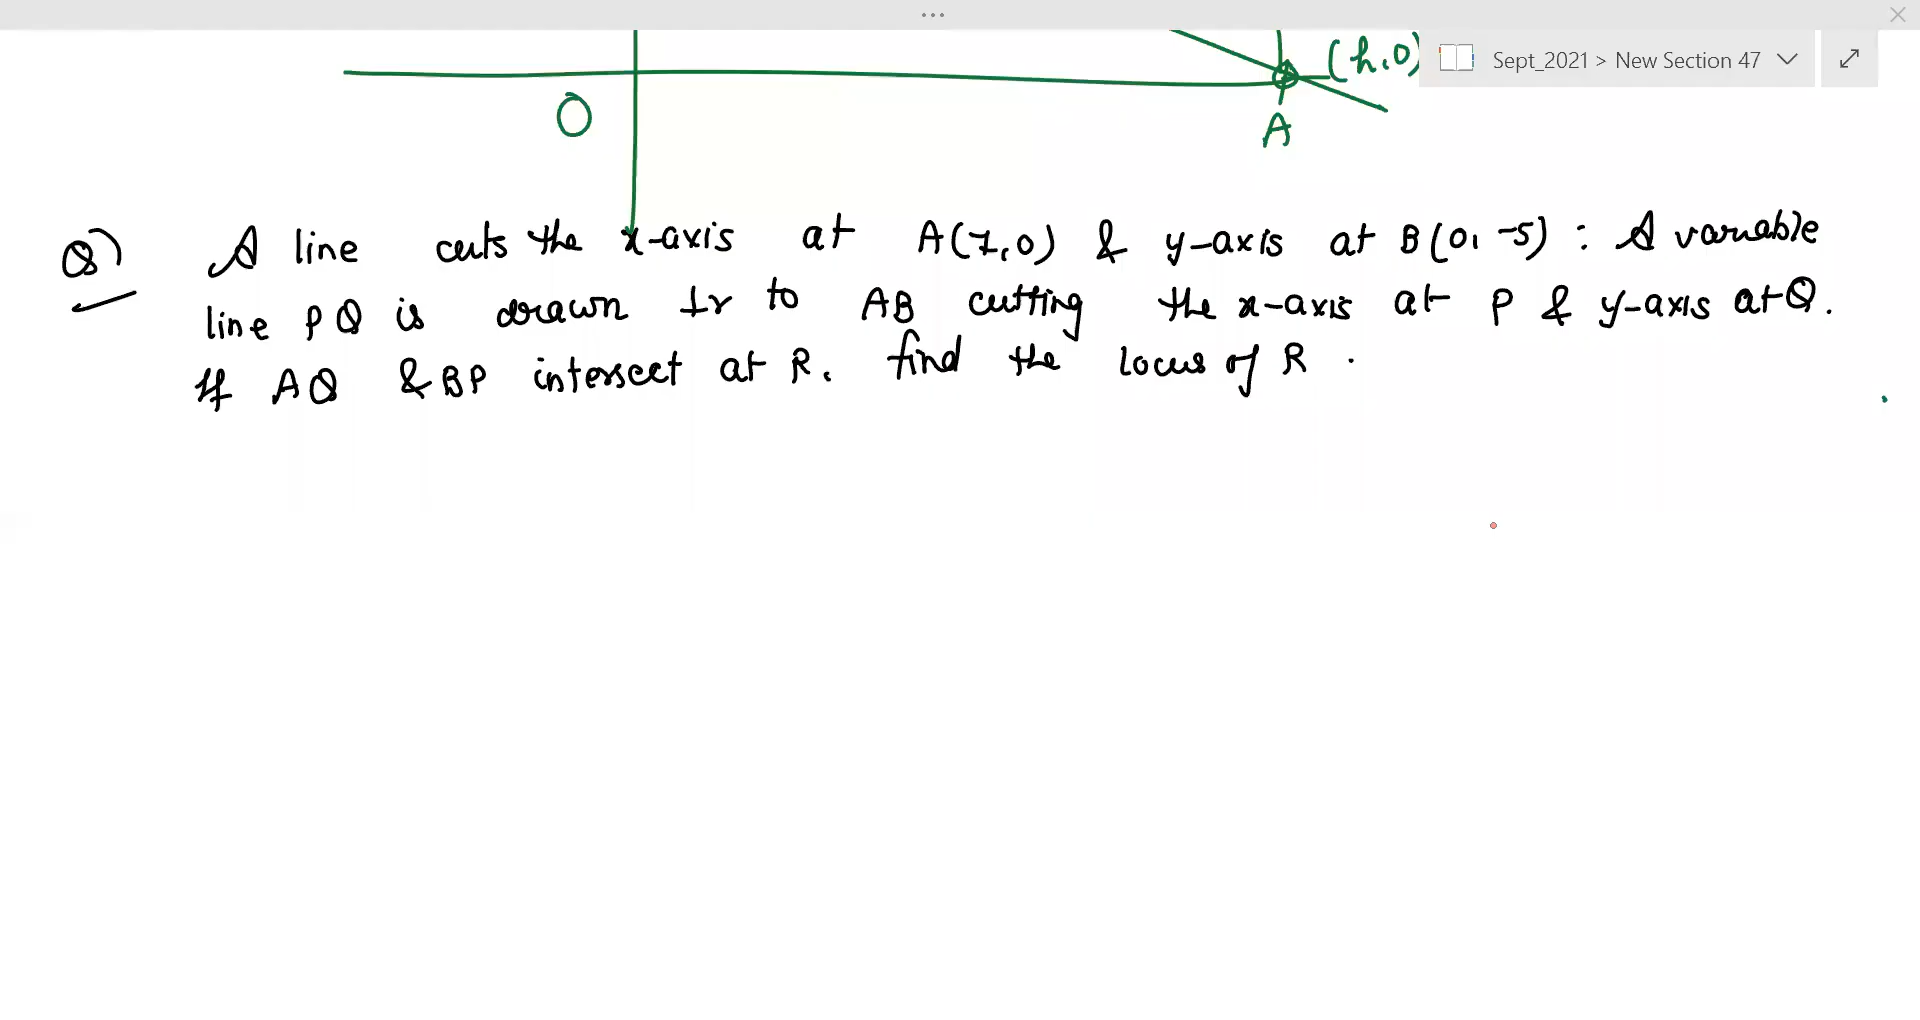 (h,0)
Sept_2021 > New Section 47
O
A
Q) A line cuts the x-axis at A(7,0) & y-axis at B(0,-5) : A variable
line PQ is drawn ⊥r to AB cutting the x-axis at P & y-axis at Q.
If AQ & BP interscet at R. find the locus of R.